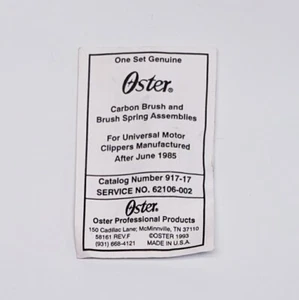 One Set Genuine
Oster®
Carbon Brush and
Brush Spring Assemblies
For Universal Motor
Clippers Manufactured
After June 1985
Catalog Number 917-17
SERVICE NO. 62106-002
Oster®
Oster Professional Products
150 Cadillac Lane; McMinnville, TN 37110
58161 REV.F ©OSTER 1993
(931) 668-4121 MADE IN U.S.A.